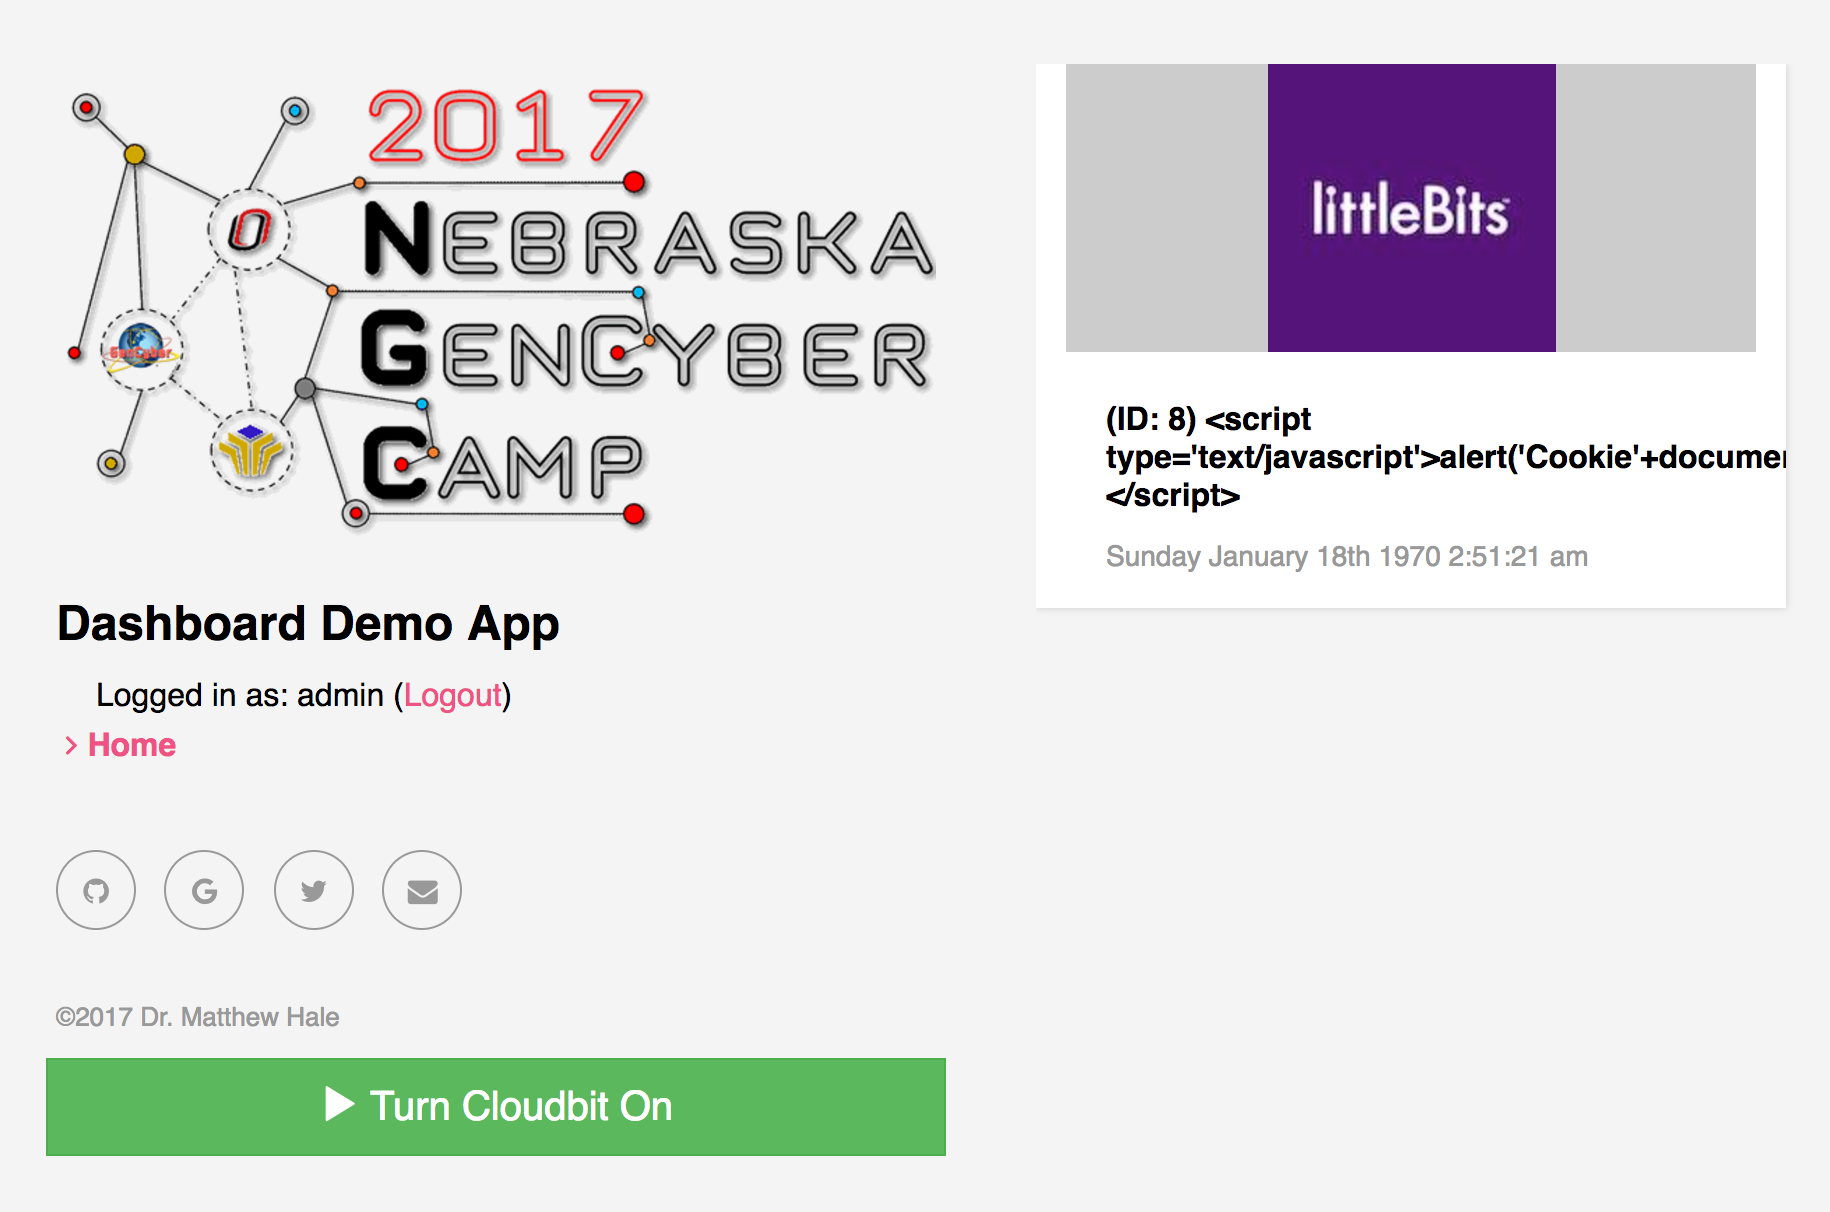 2017
NEBRASKA
GENCYBER
CAMP
GenCyber
Dashboard Demo App
Logged in as: admin (Logout)
Home
©2017 Dr. Matthew Hale
Turn Cloudbit On
littleBits
(ID: 8) <script
type='text/javascript'>alert('Cookie'+docume
</script>
Sunday January 18th 1970 2:51:21 am